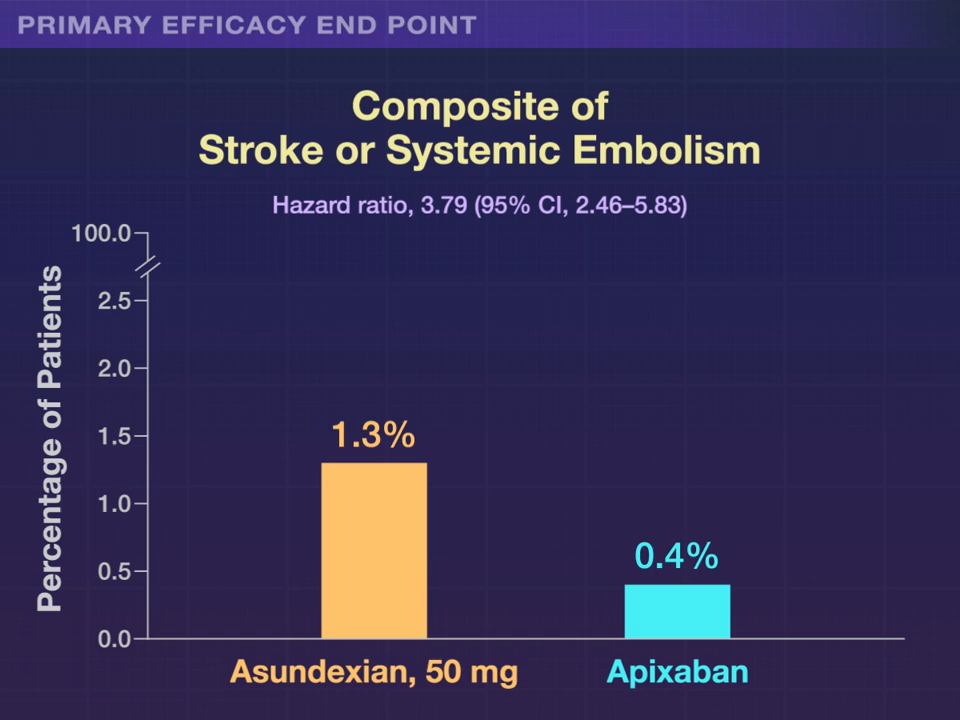 PRIMARY EFFICACY END POINT
Composite of
Stroke or Systemic Embolism
Hazard ratio, 3.79 (95% CI, 2.46–5.83)
Percentage of Patients
100.0
2.5
2.0
1.5
1.0
0.5
0.0
1.3%
0.4%
Asundexian, 50 mg
Apixaban